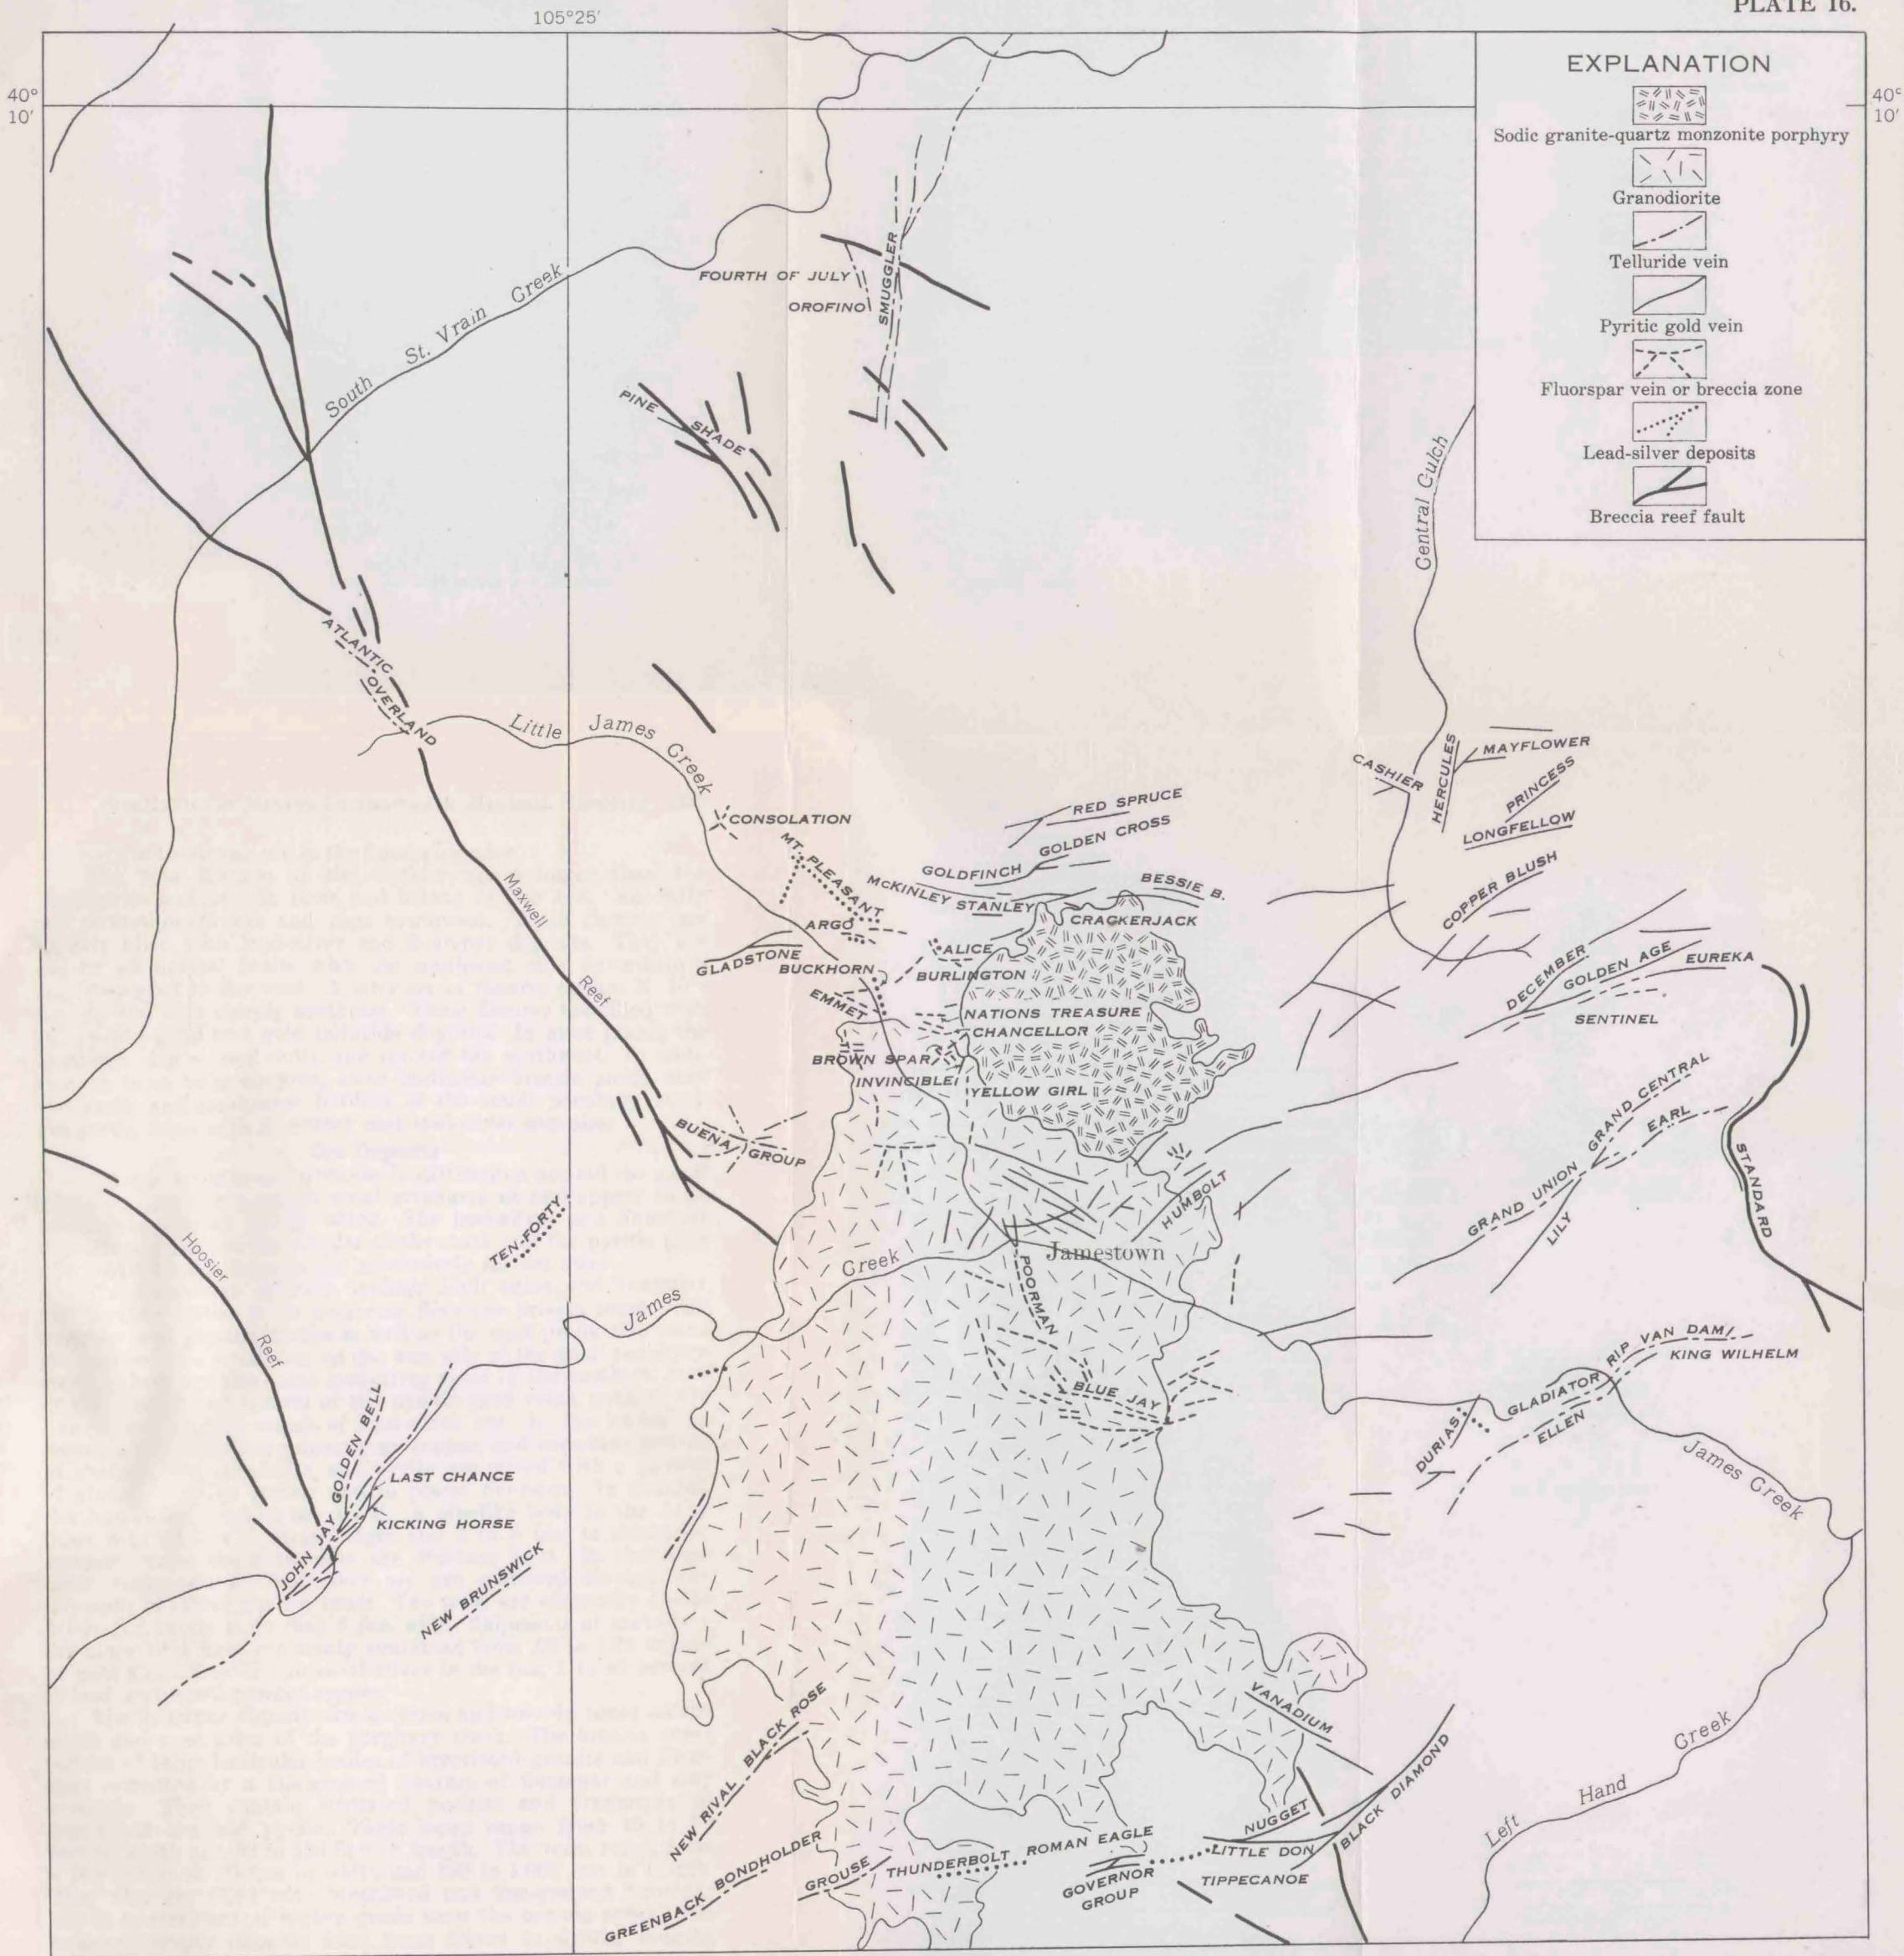 PLATE 16.
105°25'
40°
10'
40°
10'
EXPLANATION
Sodic granite-quartz monzonite porphyry
Granodiorite
Telluride vein
Pyritic gold vein
Fluorspar vein or breccia zone
Lead-silver deposits
Breccia reef fault
South St. Vrain Creek
FOURTH OF JULY
OROFINO
SMUGGLER
PINE SHADE
Central Gulch
ATLANTIC
OVERLAND
Little James Creek
CONSOLATION
MT. PLEASANT
ARGO
GLADSTONE
BUCKHORN
EMMET
ALICE
BURLINGTON
RED SPRUCE
GOLDEN CROSS
GOLDFINCH
McKINLEY
STANLEY
BESSIE B.
CRACKERJACK
CASHIER
HERCULES
MAYFLOWER
PRINCESS
LONGFELLOW
COPPER BLUSH
DECEMBER
GOLDEN AGE
EUREKA
SENTINEL
NATIONS TREASURE
CHANCELLOR
BROWN SPAR
INVINCIBLE
YELLOW GIRL
Maxwell
Reef
BUENA
GROUP
TEN-FORTY
HUMBOLT
Jamestown
GRAND CENTRAL
EARL
GRAND UNION
LILY
STANDARD
Hoosier
Reef
James
Creek
POORMAN
BLUE JAY
RIP VAN DAM
KING WILHELM
GLADIATOR
ELLEN
DURIAS
James Creek
GOLDEN BELL
LAST CHANCE
KICKING HORSE
JOHN JAY
NEW BRUNSWICK
VANADIUM
BLACK ROSE
NEW RIVAL
BLACK DIAMOND
NUGGET
LITTLE DON
TIPPECANOE
ROMAN EAGLE
THUNDERBOLT
GOVERNOR
GROUP
GROUSE
BONDHOLDER
GREENBACK
Left Hand Creek